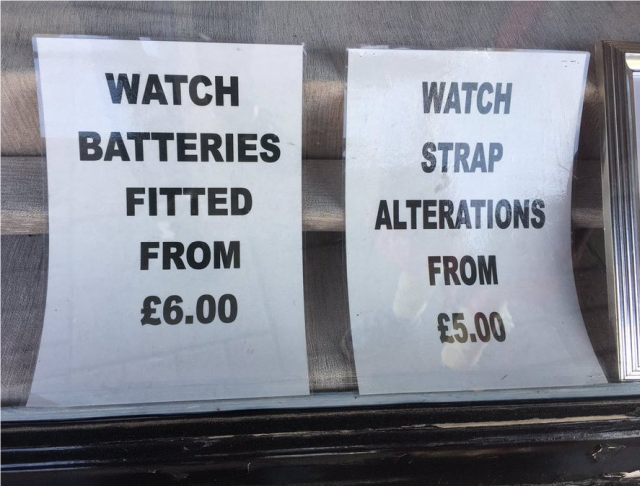 WATCH
BATTERIES
FITTED
FROM
£6.00
WATCH
STRAP
ALTERATIONS
FROM
£5.00